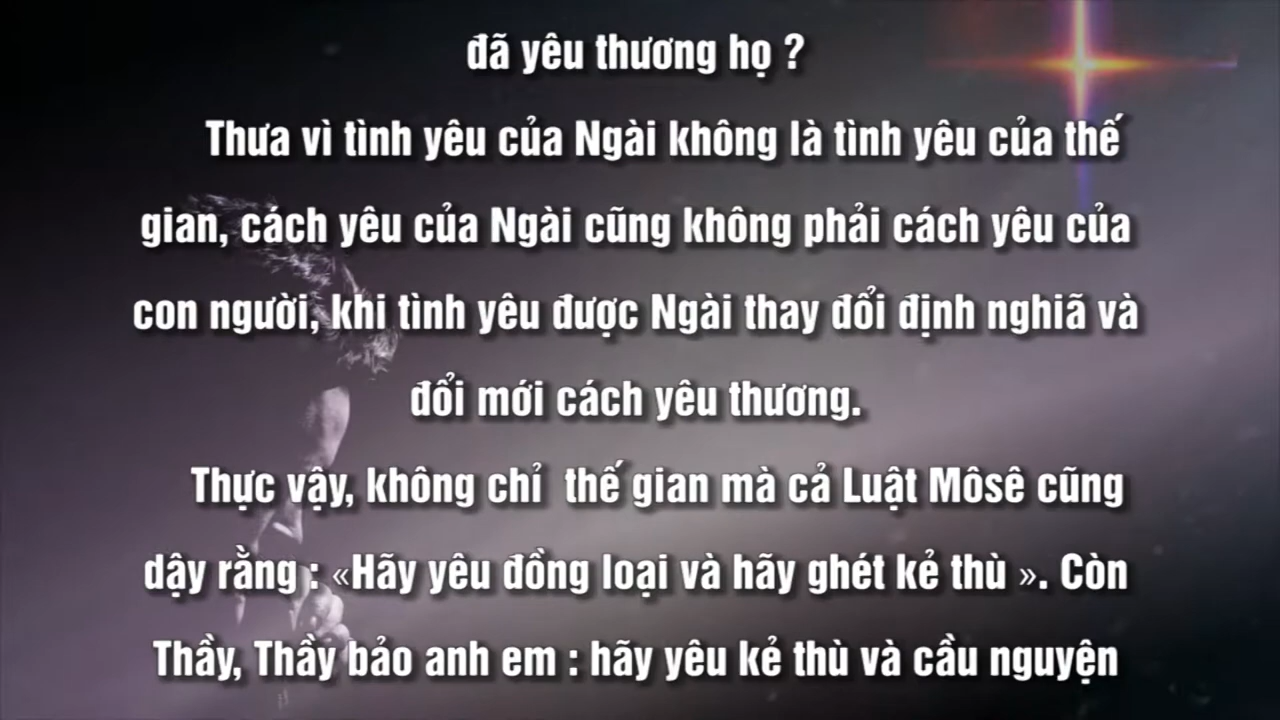 đã yêu thương họ ?
Thưa vì tình yêu của Ngài không là tình yêu của thế
gian, cách yêu của Ngài cũng không phải cách yêu của
con người, khi tình yêu được Ngài thay đổi định nghiã và
đổi mới cách yêu thương.
Thực vậy, không chỉ  thế gian mà cả Luật Môsê cũng
dậy rằng : «Hãy yêu đồng loại và hãy ghét kẻ thù ». Còn
Thầy, Thầy bảo anh em : hãy yêu kẻ thù và cầu nguyện